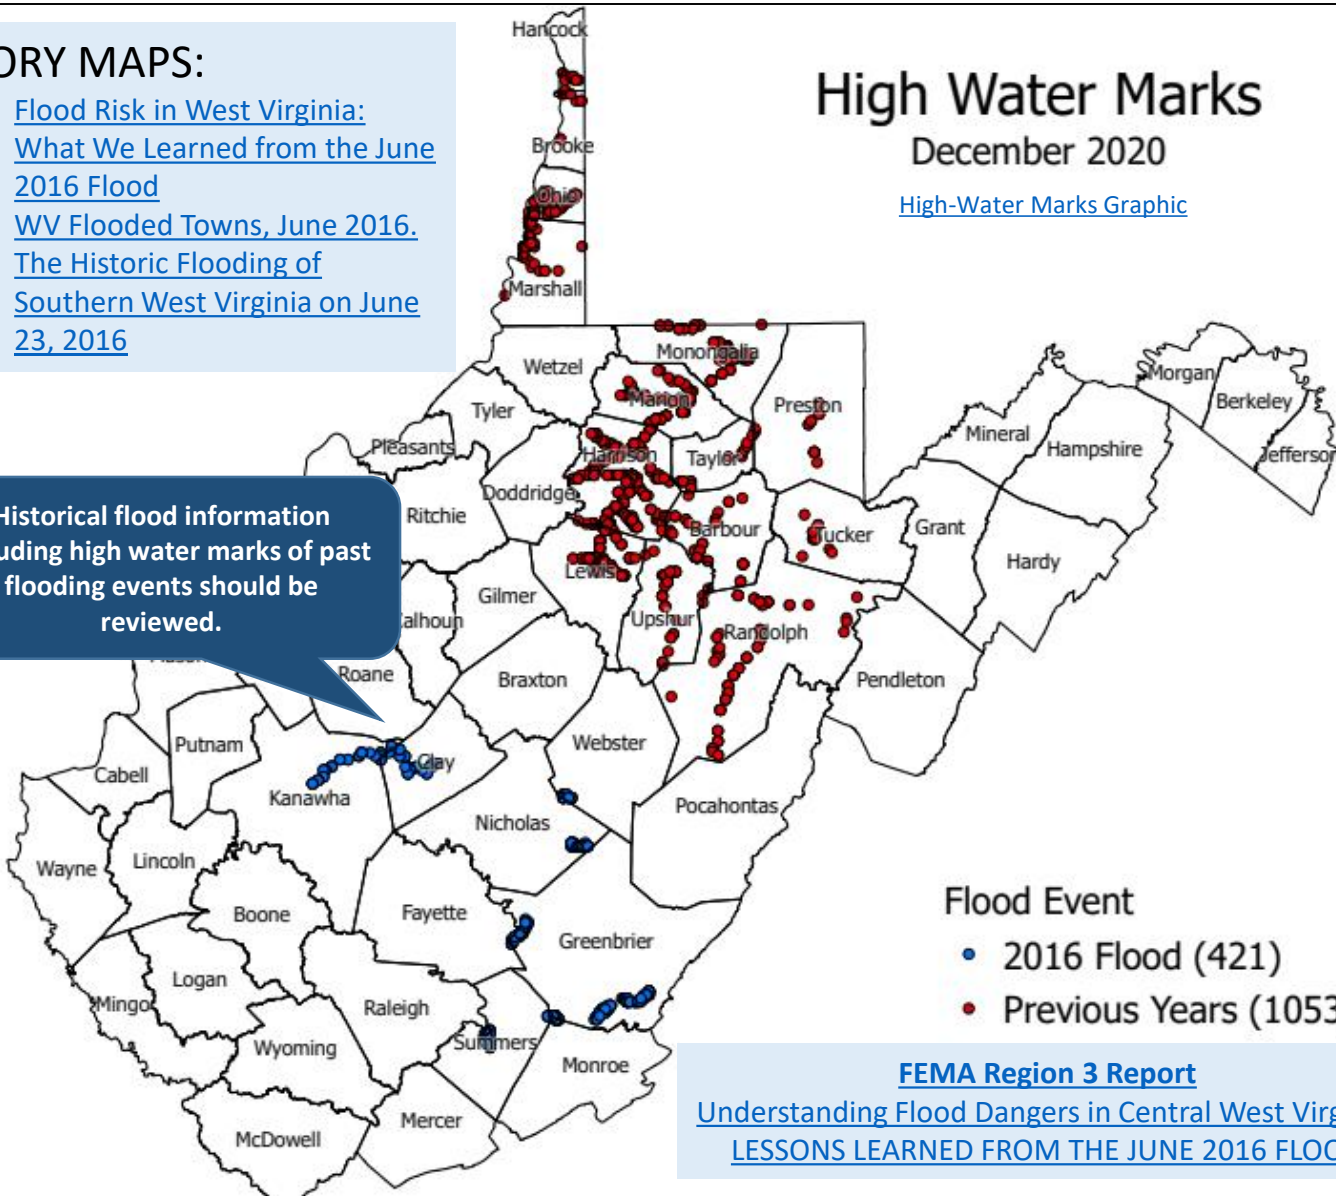 ORY MAPS:
Flood Risk in West Virginia:
What We Learned from the June
2016 Flood
WV Flooded Towns, June 2016.
The Historic Flooding of
Southern West Virginia on June
23, 2016
High Water Marks
December 2020
High-Water Marks Graphic
Historical flood information
uding high water marks of past
flooding events should be
reviewed.
Hancock
Brooke
Ohio
Marshall
Wetzel
Monongalia
Marion
Preston
Tyler
Pleasants
Harrison
Taylor
Doddridge
Ritchie
Barbour
Tucker
Mineral
Hampshire
Morgan
Berkeley
Jefferson
Grant
Hardy
Lewis
Gilmer
alhoun
Upshur
Randolph
Roane
Braxton
Pendleton
Webster
Putnam
Cabell
Clay
Kanawha
Nicholas
Pocahontas
Wayne
Lincoln
Boone
Fayette
Greenbrier
Logan
Mingo
Raleigh
Summers
Wyoming
Monroe
Mercer
McDowell
Flood Event
2016 Flood (421)
Previous Years (1053
FEMA Region 3 Report
Understanding Flood Dangers in Central West Virg
LESSONS LEARNED FROM THE JUNE 2016 FLOO